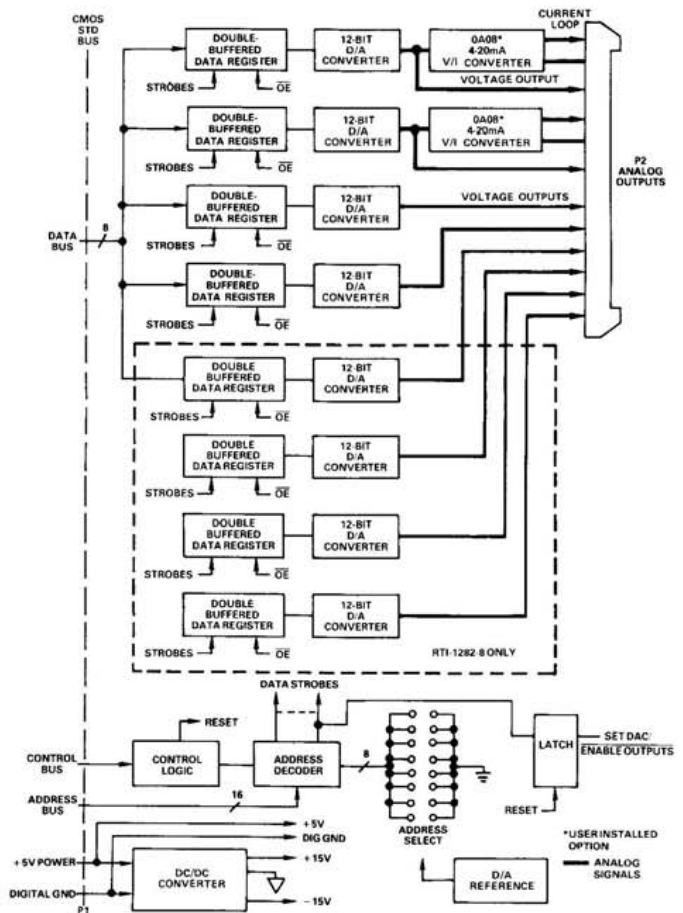 CMOS
STD
BUS
DOUBLE-
BUFFERED
DATA REGISTER
STROBES
OE
12-BIT
D/A
CONVERTER
0A08*
4-20mA
V/I CONVERTER
CURRENT
LOOP
VOLTAGE OUTPUT
DOUBLE-
BUFFERED
DATA REGISTER
STROBES
OE
12-BIT
D/A
CONVERTER
0A08*
4-20mA
V/I CONVERTER
P2
ANALOG
OUTPUTS
DOUBLE-
BUFFERED
DATA REGISTER
STROBES
OE
12-BIT
D/A
CONVERTER
VOLTAGE OUTPUTS
DATA
BUS
8
DOUBLE-
BUFFERED
DATA REGISTER
STROBES
OE
12-BIT
D/A
CONVERTER
DOUBLE
BUFFERED
DATA REGISTER
STROBES
OE
12-BIT
D/A
CONVERTER
DOUBLE
BUFFERED
DATA REGISTER
STROBES
OE
12-BIT
D/A
CONVERTER
DOUBLE
BUFFERED
DATA REGISTER
STROBES
OE
12-BIT
D/A
CONVERTER
DOUBLE
BUFFERED
DATA REGISTER
STROBES
OE
12-BIT
D/A
CONVERTER
RTI-1282-8 ONLY
DATA STROBES
RESET
CONTROL
BUS
CONTROL
LOGIC
ADDRESS
DECODER
8
LATCH
SET DAC/
ENABLE OUTPUTS
ADDRESS
BUS
16
RESET
ADDRESS
SELECT
+5V
DIG GND
+5V POWER
DIGITAL GND
P1
DC/DC
CONVERTER
+15V
-15V
D/A
REFERENCE
*USER INSTALLED
OPTION
ANALOG
SIGNALS